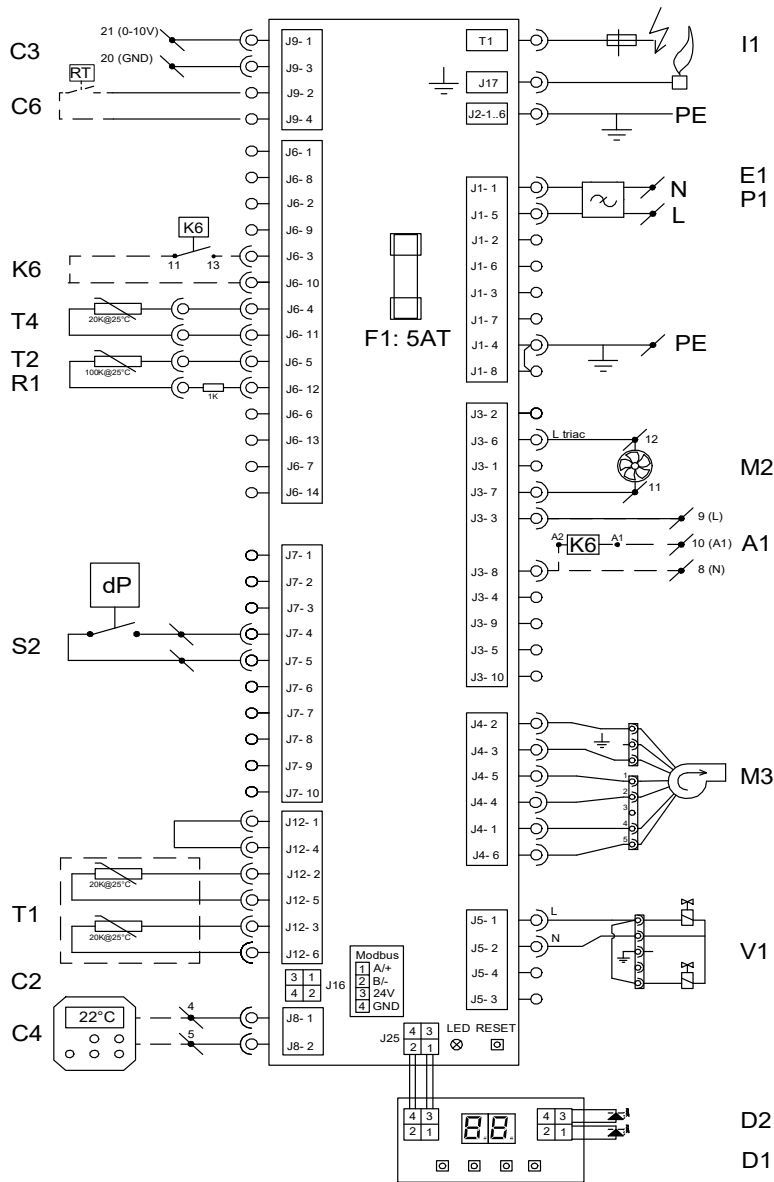 C3
C6
K6
T4
T2
R1
S2
T1
C2
C4
21 (0-10V)
20 (GND)
RT
K6
11
13
20K@25°C
100K@25°C
1K
dP
20K@25°C
20K@25°C
22°C
4
5
J9- 1
J9- 3
J9- 2
J9- 4
J6- 1
J6- 8
J6- 2
J6- 9
J6- 3
J6- 10
J6- 4
J6- 11
J6- 5
J6- 12
J6- 6
J6- 13
J6- 7
J6- 14
J7- 1
J7- 2
J7- 3
J7- 4
J7- 5
J7- 6
J7- 7
J7- 8
J7- 9
J7- 10
J12- 1
J12- 4
J12- 2
J12- 5
J12- 3
J12- 6
3 1
4 2
J16
J8- 1
J8- 2
F1: 5AT
Modbus
1 A/+
2 B/-
3 24V
4 GND
J25
4 3
2 1
LED RESET
T1
J17
J2-1..6
J1- 1
J1- 5
J1- 2
J1- 6
J1- 3
J1- 7
J1- 4
J1- 8
J3- 2
J3- 6
J3- 1
J3- 7
J3- 3
J3- 8
J3- 4
J3- 9
J3- 5
J3- 10
J4- 2
J4- 3
J4- 5
J4- 4
J4- 1
J4- 6
J5- 1
J5- 2
J5- 4
J5- 3
PE
N
L
PE
L triac
12
11
9 (L)
A2
K6
A1
10 (A1)
8 (N)
1
2
3
4
5
L
N
I1
E1
P1
M2
A1
M3
V1
D2
D1
4 3
2 1
8.8.
4 3
2 1